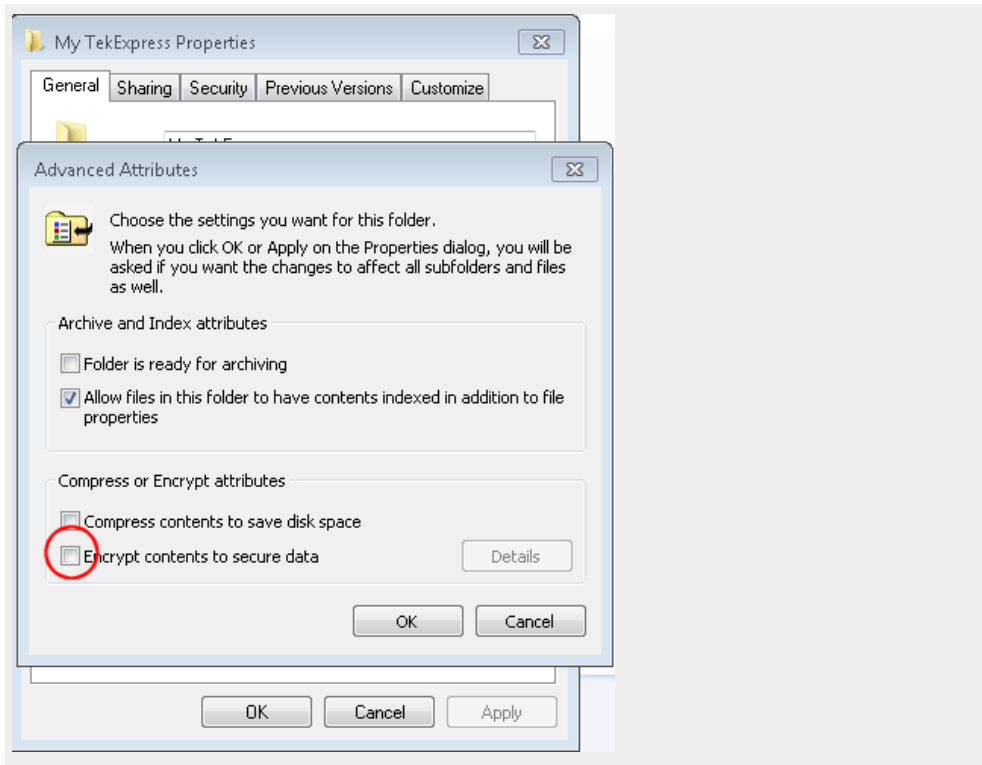 My TekExpress Properties
General Sharing Security Previous Versions Customize
Advanced Attributes
Choose the settings you want for this folder.
When you click OK or Apply on the Properties dialog, you will be
asked if you want the changes to affect all subfolders and files
as well.
Archive and Index attributes
Folder is ready for archiving
Allow files in this folder to have contents indexed in addition to file
properties
Compress or Encrypt attributes
Compress contents to save disk space
Encrypt contents to secure data
Details
OK Cancel
OK Cancel Apply